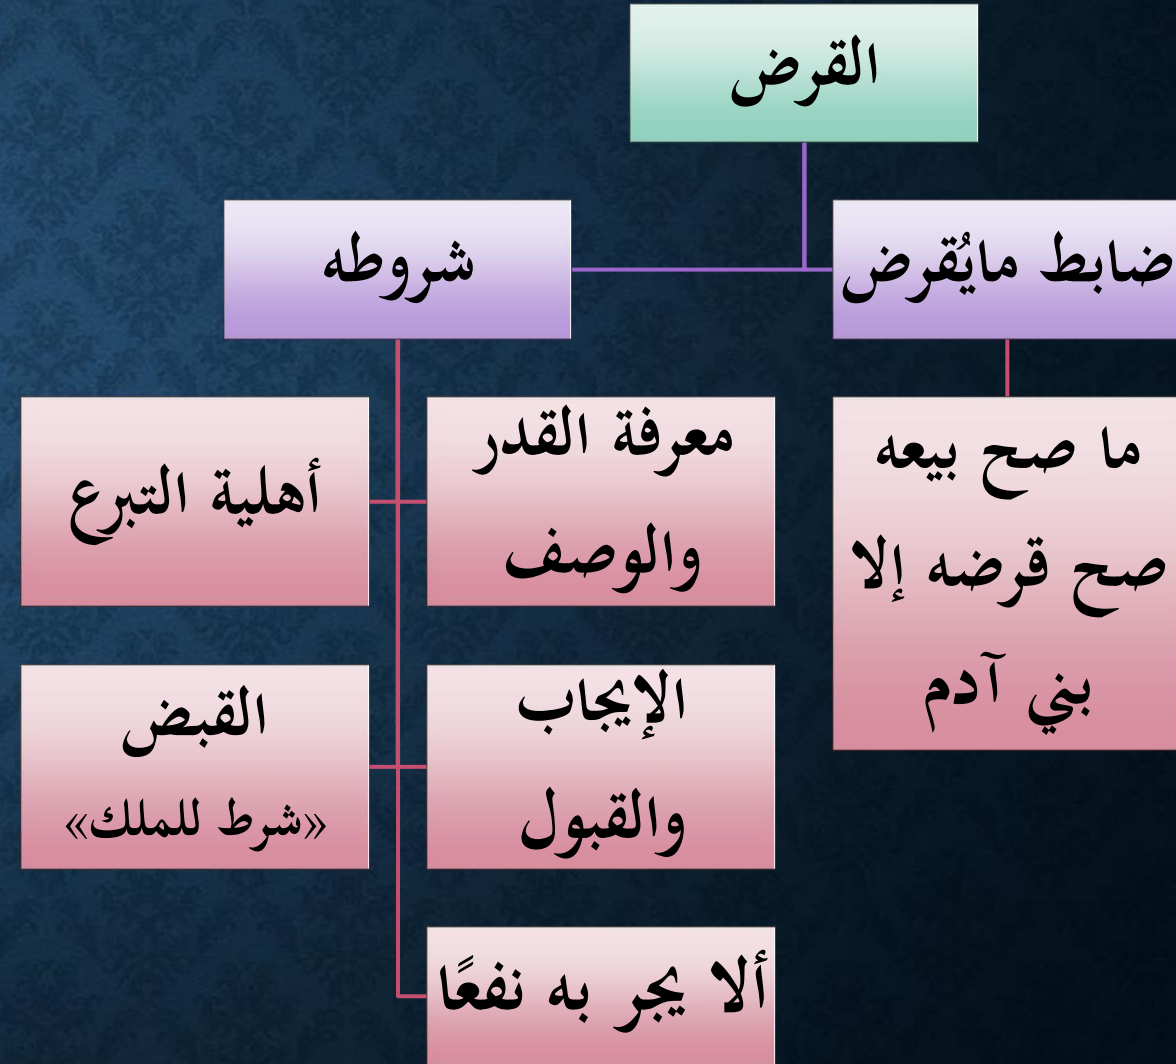 القرض
ضابط مايُقرض
ما صح بيعه
صح قرضه إلا
بني آدم
شروطه
معرفة القدر
والوصف
أهلية التبرع
الإيجاب
والقبول
القبض
«شرط للملك»
ألا يجر به نفعًا